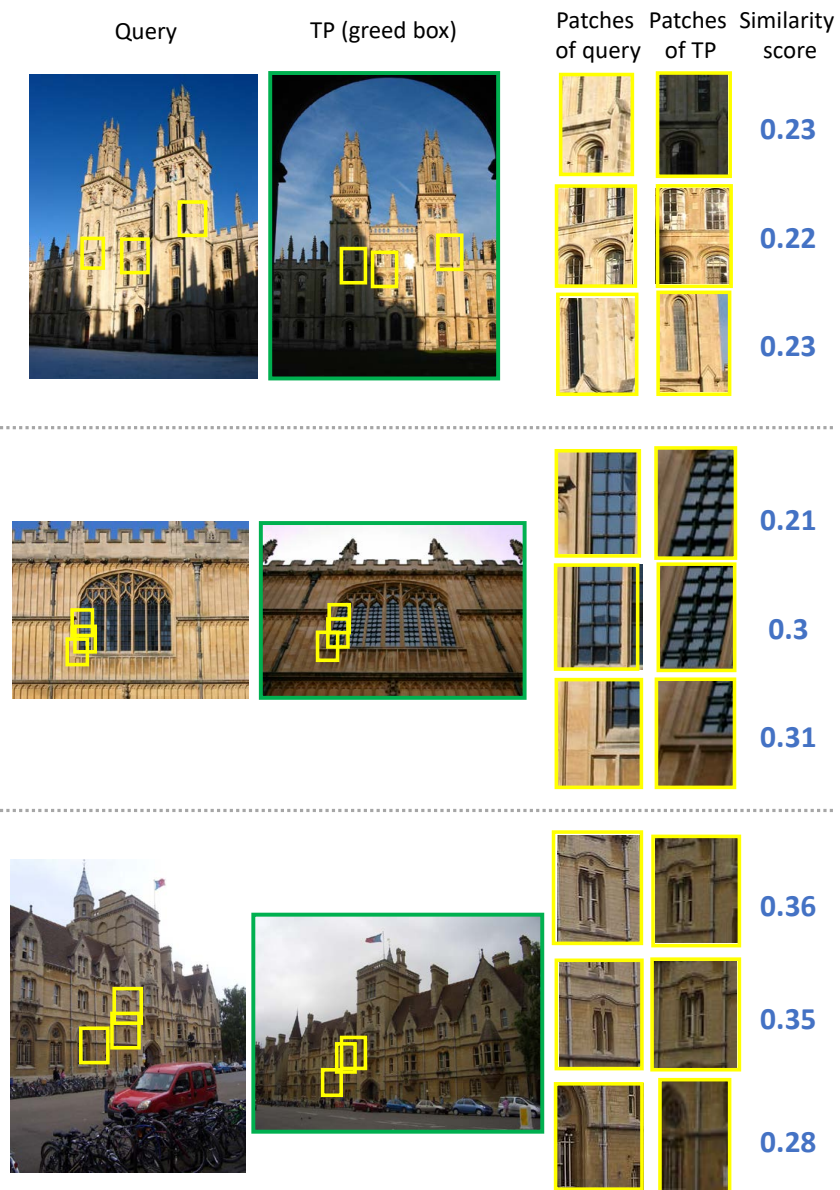 Query
TP (greed box)
Patches of query
Patches of TP
Similarity score
0.23
0.22
0.23
0.21
0.3
0.31
0.36
0.35
0.28